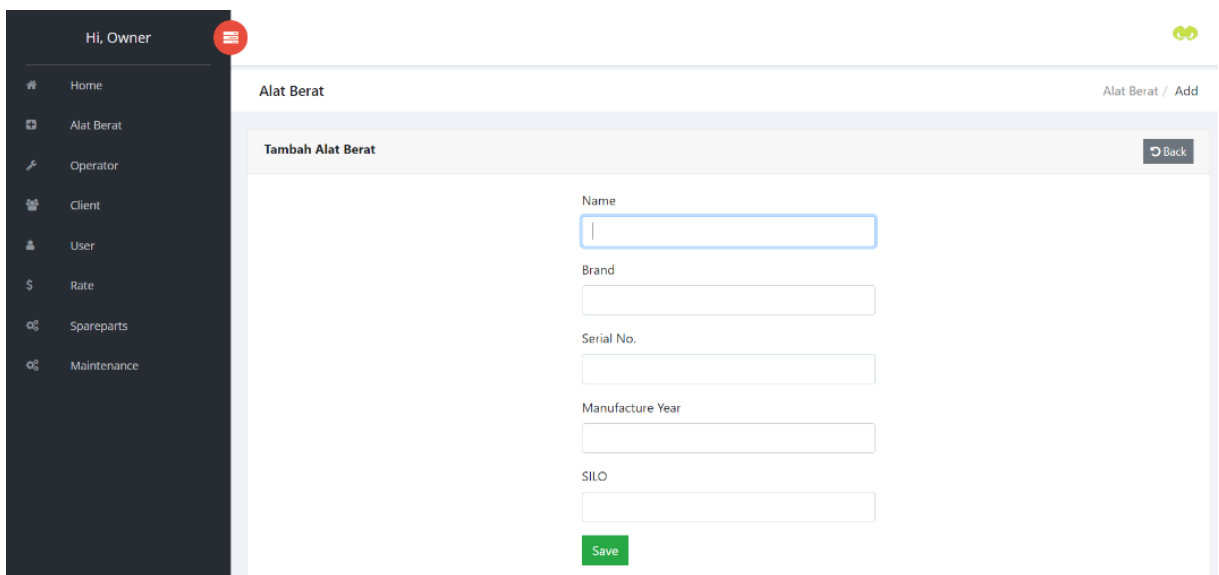 Hi, Owner
Home
Alat Berat
Operator
Client
User
Rate
Spareparts
Maintenance
Alat Berat
Alat Berat / Add
Tambah Alat Berat
Back
Name
Brand
Serial No.
Manufacture Year
SILO
Save